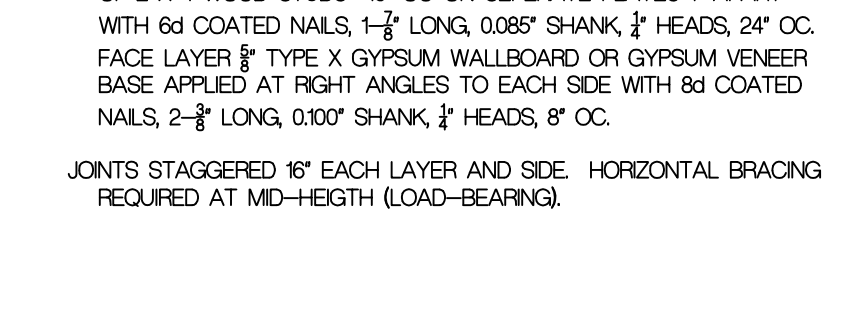 WITH 6d COATED NAILS, 1-7/8" LONG, 0.085" SHANK, 1/4" HEADS, 24" OC.
FACE LAYER 5/8" TYPE X GYPSUM WALLBOARD OR GYPSUM VENEER
BASE APPLIED AT RIGHT ANGLES TO EACH SIDE WITH 8d COATED
NAILS, 2-3/8" LONG, 0.100" SHANK, 1/4" HEADS, 8" OC.
JOINTS STAGGERED 16" EACH LAYER AND SIDE. HORIZONTAL BRACING
REQUIRED AT MID-HEIGTH (LOAD-BEARING).